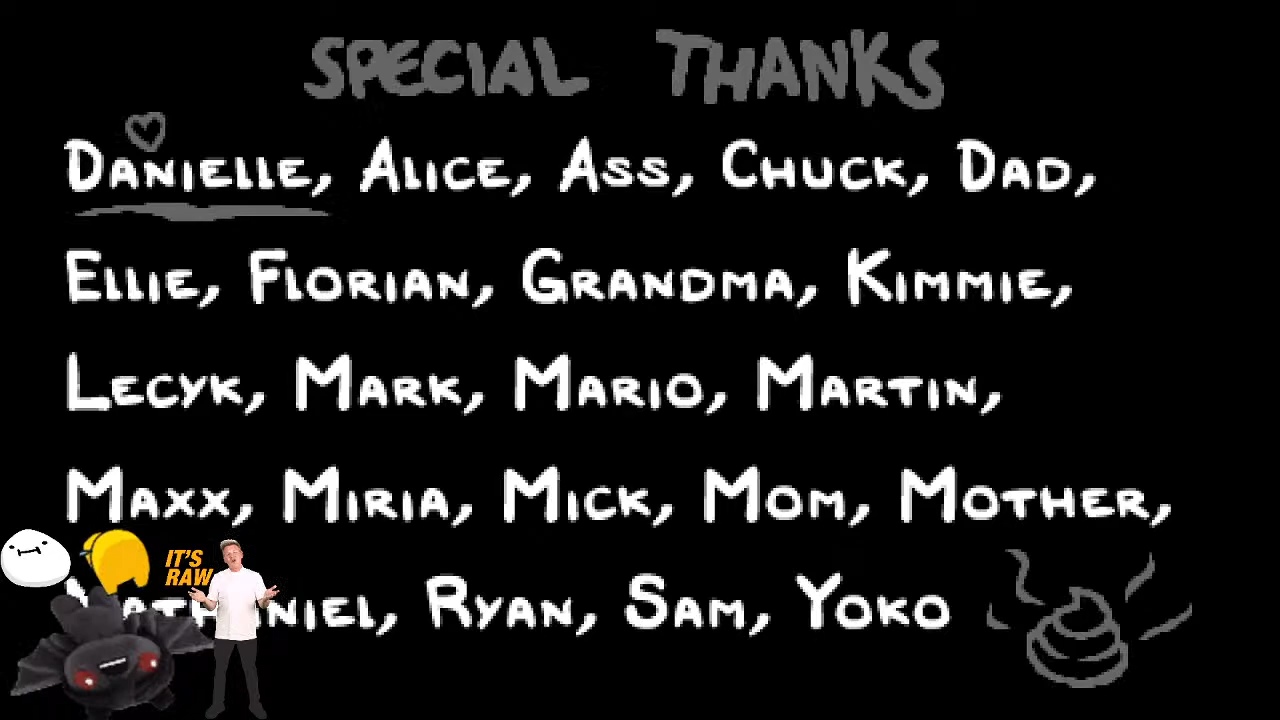 SPECIAL THANKS
DANIELLE, ALICE, ASS, CHUCK, DAD,
ELLIE, FLORIAN, GRANDMA, KIMMIE,
LECYK, MARK, MARIO, MARTIN,
MAXX, MIRIA, MICK, MOM, MOTHER,
NATHANIEL, RYAN, SAM, YOKO
IT'S
RAW